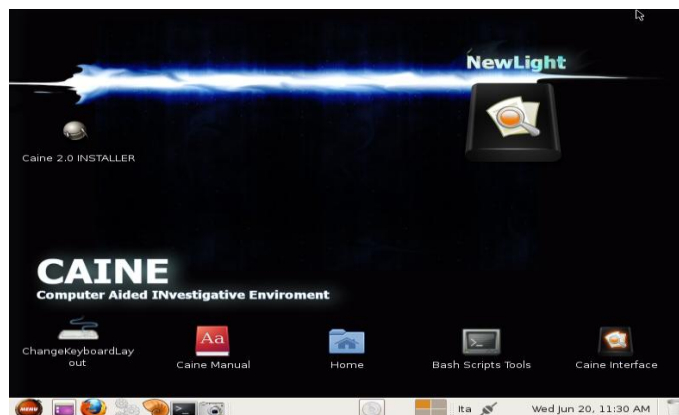 NewLight
Caine 2.0 INSTALLER
CAINE
Computer Aided INvestigative Enviroment
ChangeKeyboardLay
out
Caine Manual
Home
Bash Scripts Tools
Caine Interface
Aa
MENU
Ita
Wed Jun 20, 11:30 AM